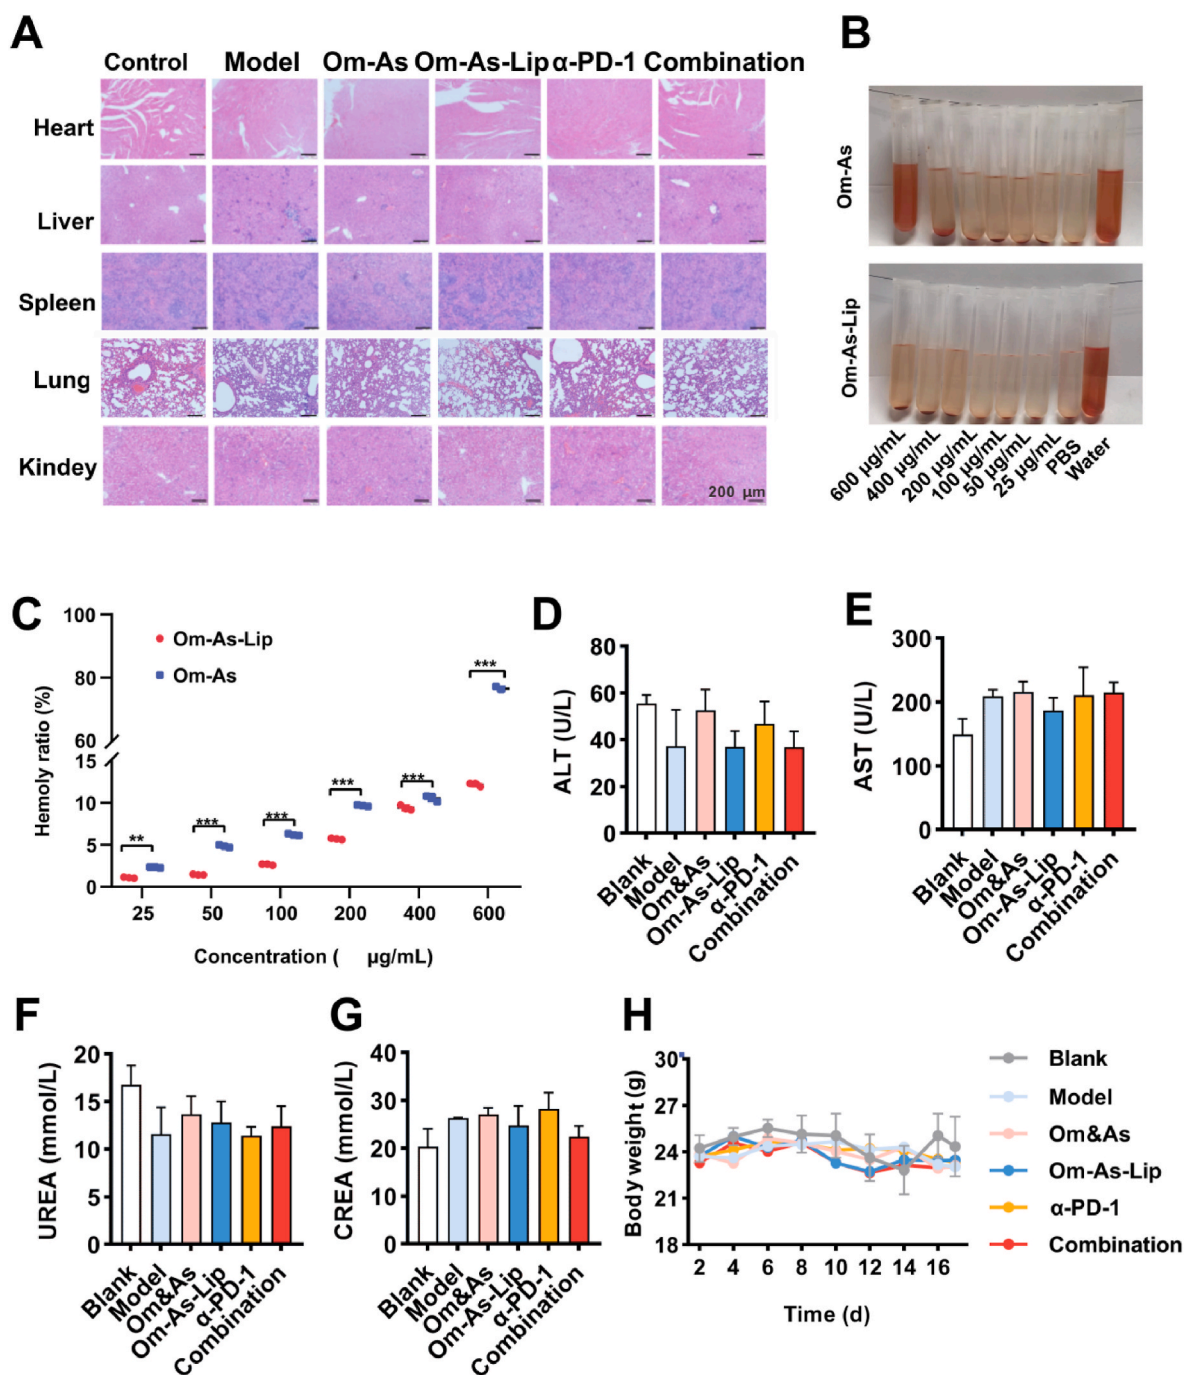 A
Control Model Om-As Om-As-Lip α-PD-1 Combination
Heart
Liver
Spleen
Lung
Kindey
200 μm
B
Om-As
Om-As-Lip
600 μg/mL
400 μg/mL
200 μg/mL
100 μg/mL
50 μg/mL
25 μg/mL
PBS
Water
C
Hemoly ratio (%)
100
80
60
15
10
5
0
Om-As-Lip
Om-As
**
***
***
***
***
***
25 50 100 200 400 600
Concentration ( μg/mL)
D
ALT (U/L)
80
60
40
20
0
Blank
Model
Om&As
Om-As-Lip
α-PD-1
Combination
E
AST (U/L)
300
200
100
0
Blank
Model
Om&As
Om-As-Lip
α-PD-1
Combination
F
UREA (mmol/L)
20
15
10
5
0
Blank
Model
Om&As
Om-As-Lip
α-PD-1
Combination
G
CREA (mmol/L)
40
30
20
10
0
Blank
Model
Om&As
Om-As-Lip
α-PD-1
Combination
H
Body weight (g)
30
27
24
21
18
2 4 6 8 10 12 14 16
Time (d)
Blank
Model
Om&As
Om-As-Lip
α-PD-1
Combination